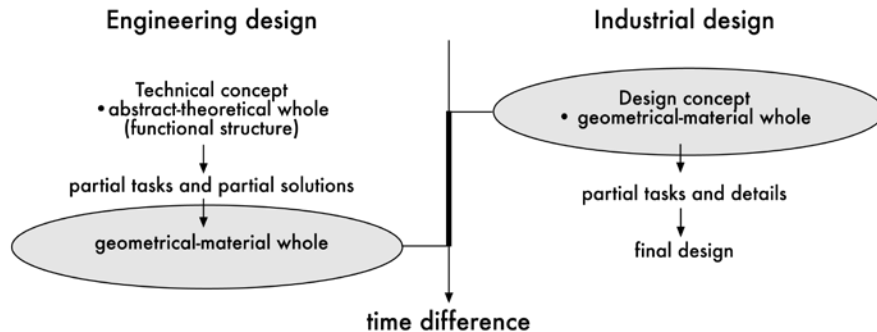 Engineering design
Technical concept
• abstract-theoretical whole
(functional structure)
partial tasks and partial solutions
geometrical-material whole
Industrial design
Design concept
• geometrical-material whole
partial tasks and details
final design
time difference